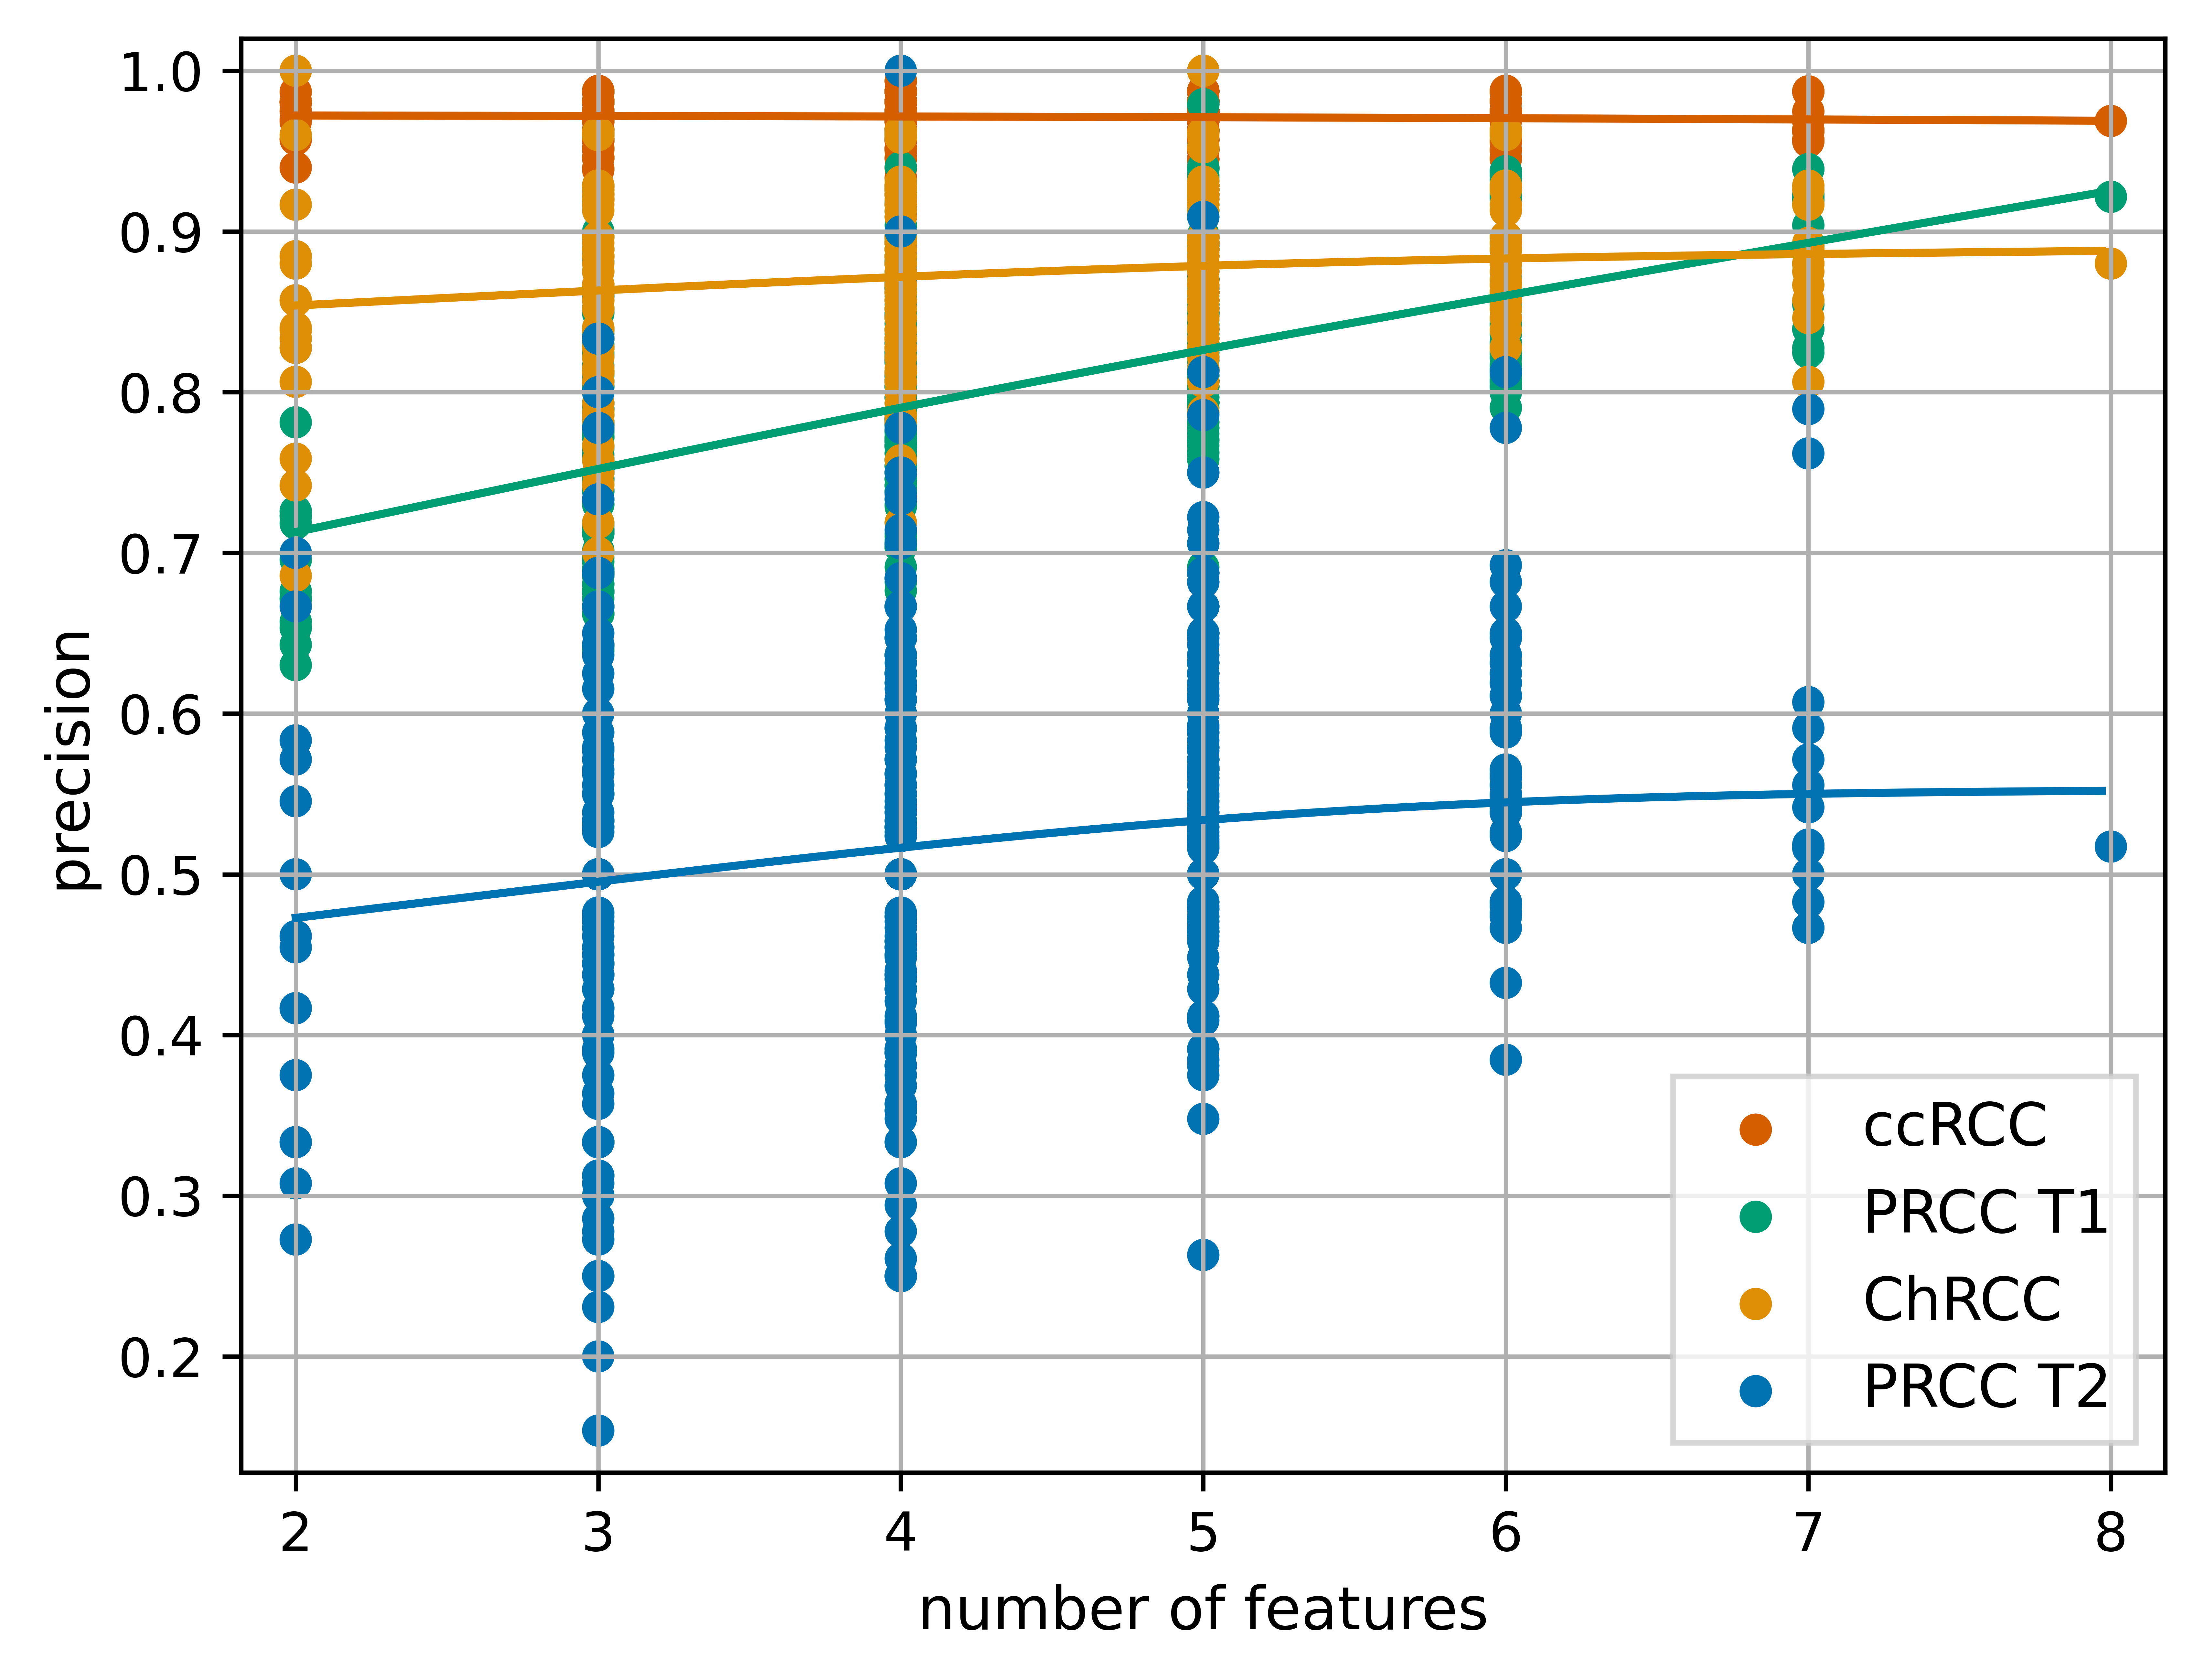 1.0
0.9
0.8
0.7
0.6
0.5
0.4
0.3
0.2
precision
2 3 4 5 6 7 8
number of features
ccRCC
PRCC T1
ChRCC
PRCC T2